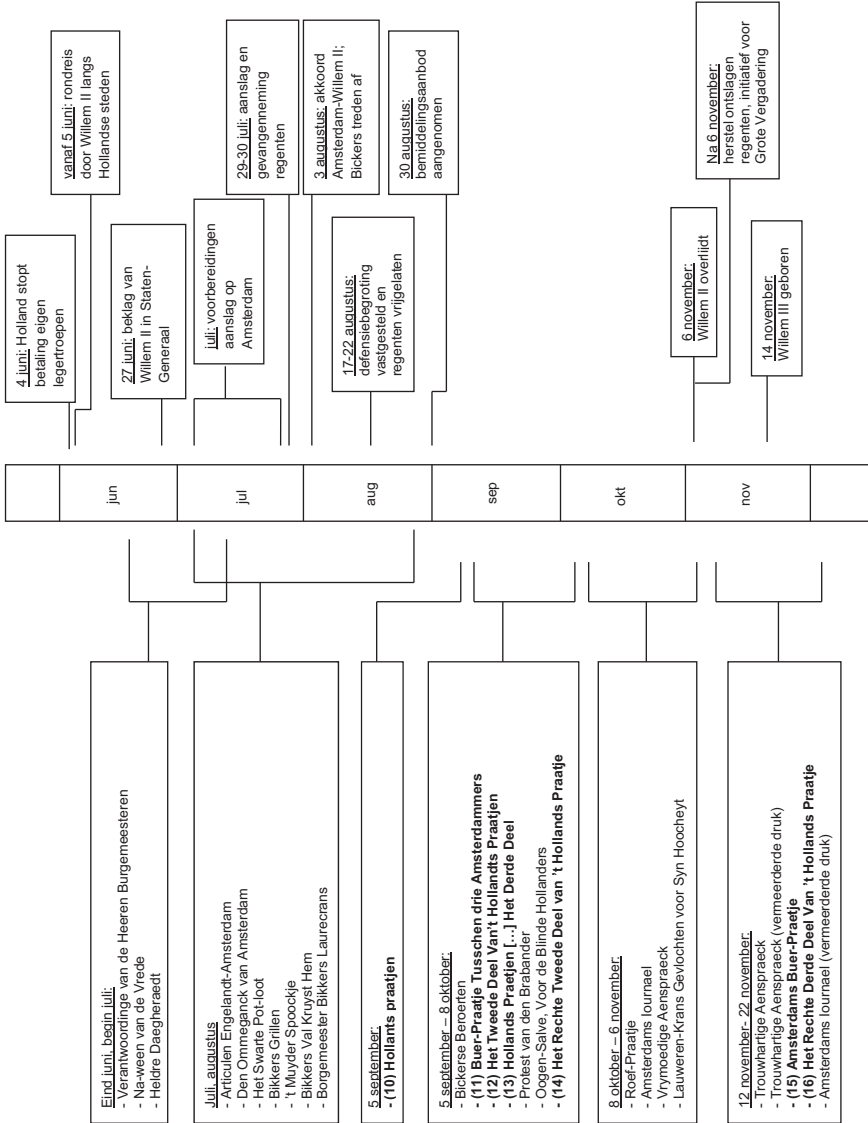 4 juni: Holland stopt
betaling eigen
legertroepen
vanaf 5 juni: rondreis
door Willem II langs
Hollandse steden
27 juni: beklag van
Willem II in Staten-
Generaal
juli: voorbereidingen
aanslag op
Amsterdam
29-30 juli: aanslag en
gevangenneming
regenten
3 augustus: akkoord
Amsterdam-Willem II;
Bickers treden af
17-22 augustus:
defensiebegroting
vastgesteld en
regenten vrijgelaten
30 augustus:
bemiddelingsaanbod
aangenomen
6 november:
Willem II overlijdt
Na 6 november:
herstel ontslagen
regenten, initiatief voor
Grote Vergadering
14 november:
Willem III geboren
jun
jul
aug
sep
okt
nov
Eind juni, begin juli:
- Verantwoordinge van de Heeren Burgemeesteren
- Na-ween van de Vrede
- Heldre Daegheraedt
Juli, augustus
- Articulen Engelandt-Amsterdam
- Den Ommeganck van Amsterdam
- Het Swarte Pot-loot
- Bikkers Grillen
- 't Muyder Spoockje
- Bikkers Val Kruyst Hem
- Borgemeester Bikkers Laurecrans
5 september:
- (10) Hollants praatjen
5 september – 8 oktober:
- Bickerse Beroerten
- (11) Buer-Praatje Tusschen drie Amsterdammers
- (12) Het Tweede Deel Van't Hollandts Praatjen
- (13) Hollands Praetjen [...] Het Derde Deel
- Protest van den Brabander
- Oogen-Salve, Voor de Blinde Hollanders
- (14) Het Rechte Tweede Deel van 't Hollands Praatje
8 oktober – 6 november:
- Roef-Praatje
- Amsterdams Iournael
- Vrymoedige Aenspraeck
- Lauweren-Krans Gevlochten voor Syn Hoocheyt
12 november- 22 november:
- Trouwhartige Aenspraeck
- Trouwhartige Aenspraeck (vermeerderde druk)
- (15) Amsterdams Buer-Praetje
- (16) Het Rechte Derde Deel Van 't Hollands Praatje
- Amsterdams Iournael (vermeerderde druk)